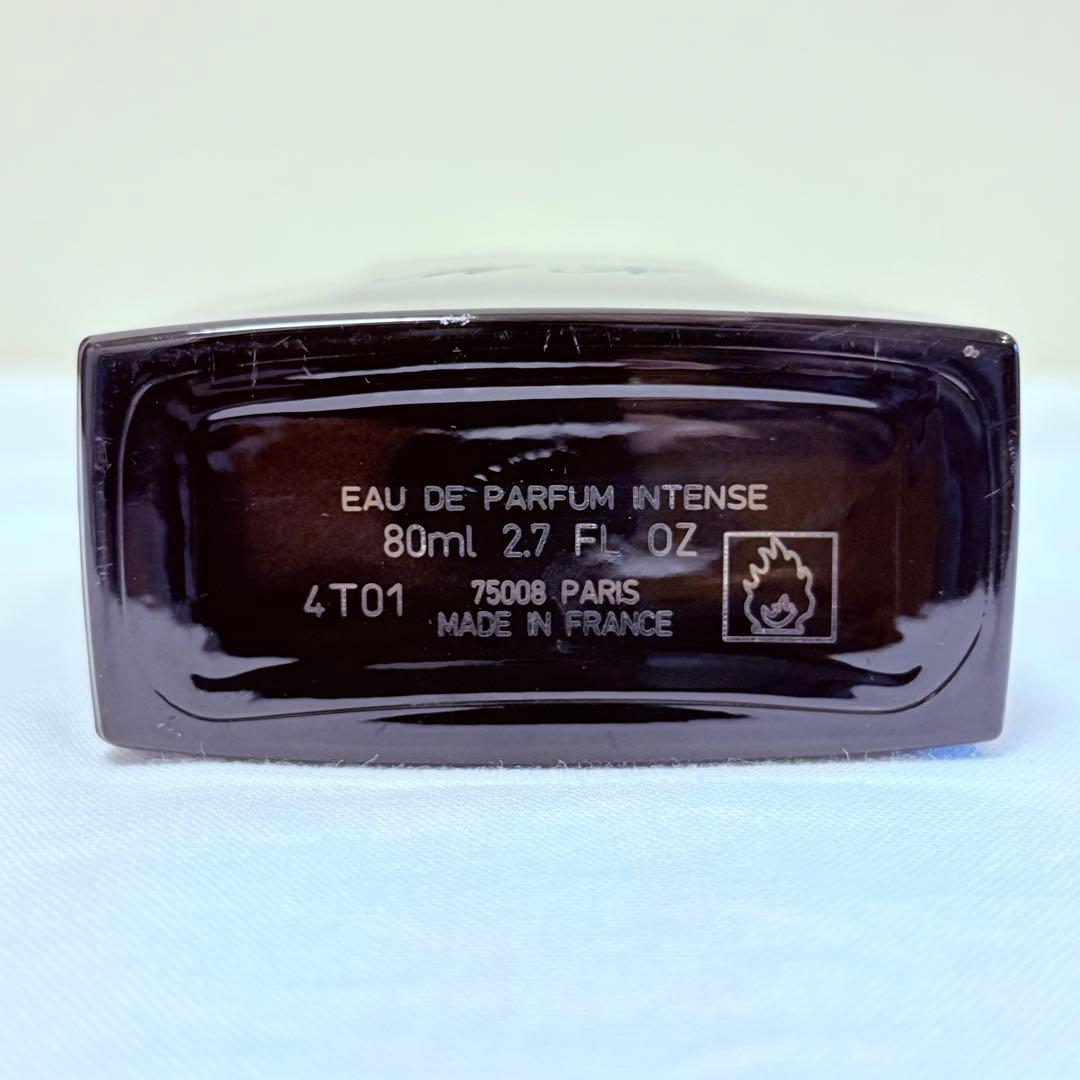 EAU DE PARFUM INTENSE
80ml 2.7 FL OZ
4T01
75008 PARIS
MADE IN FRANCE